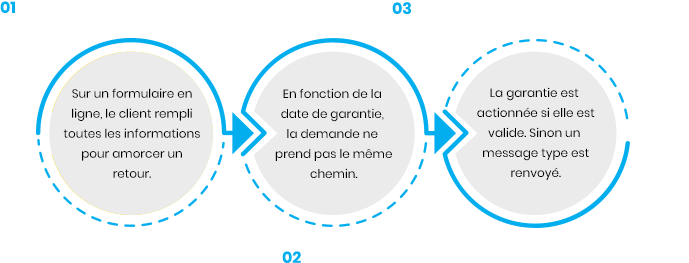 01
Sur un formulaire en
ligne, le client rempli
toutes les informations
pour amorcer un
retour.
02
En fonction de la
date de garantie,
la demande ne
prend pas le même
chemin.
03
La garantie est
actionnée si elle est
valide. Sinon un
message type est
renvoyé.